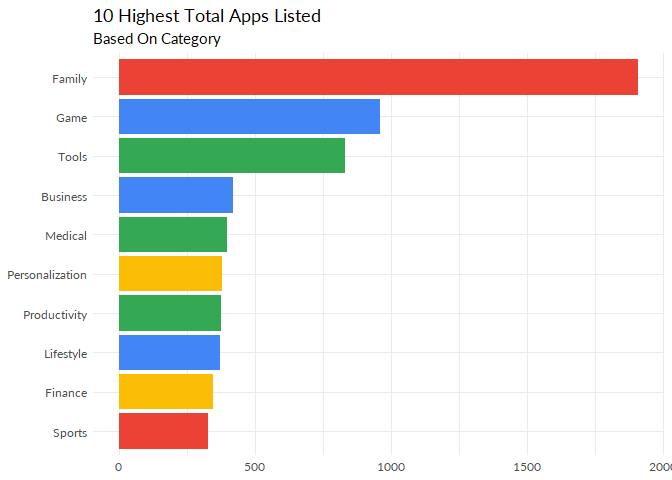 10 Highest Total Apps Listed
Based On Category
Family
Game
Tools
Business
Medical
Personalization
Productivity
Lifestyle
Finance
Sports
0 500 1000 1500 2000